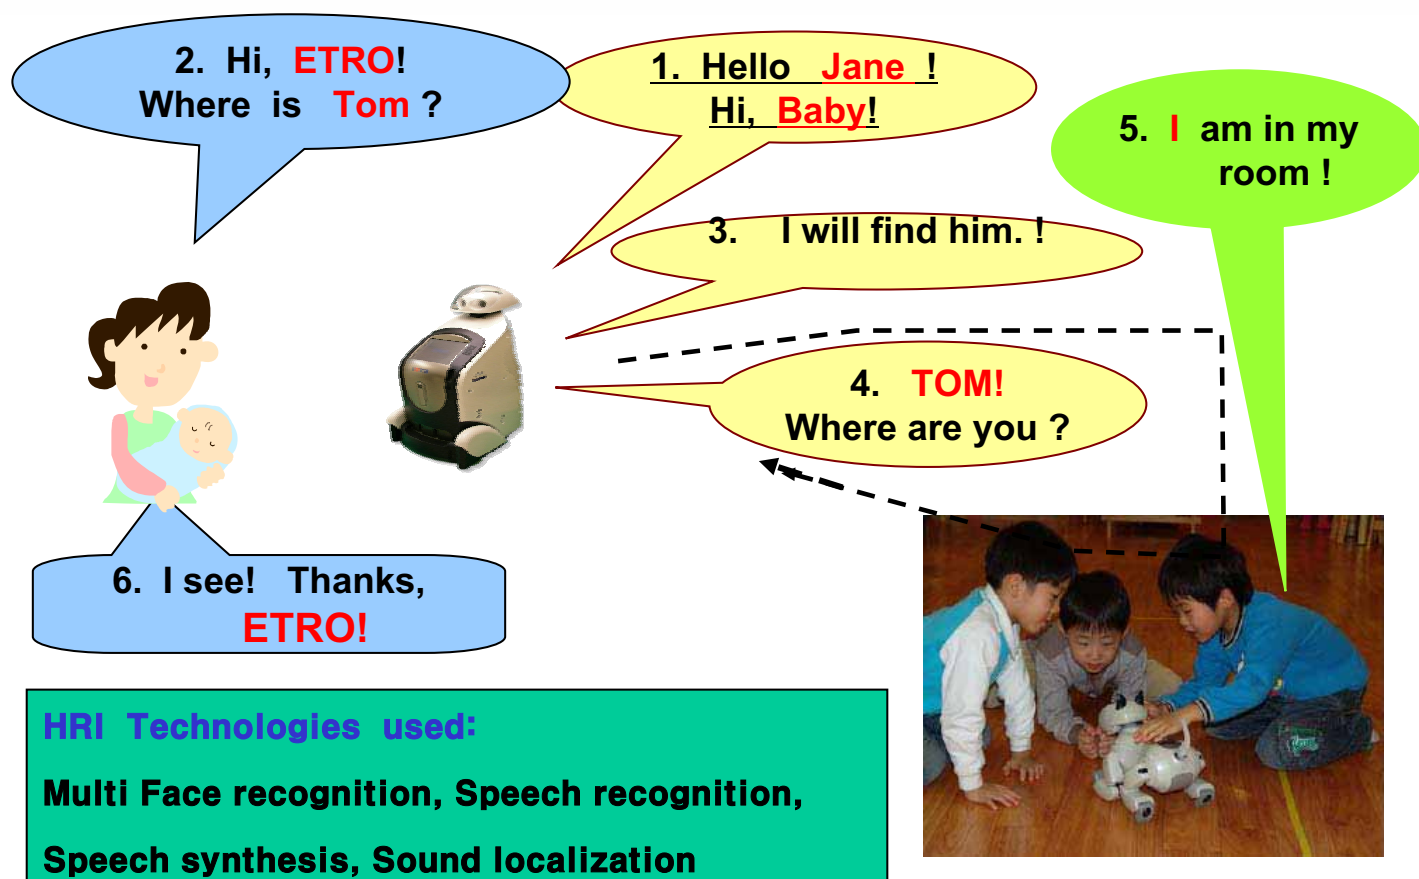 1. Hello Jane !
Hi, Baby!
2. Hi, ETRO!
Where is Tom ?
3. I will find him. !
4. TOM!
Where are you ?
5. I am in my
room !
6. I see! Thanks,
ETRO!
HRI Technologies used:
Multi Face recognition, Speech recognition,
Speech synthesis, Sound localization